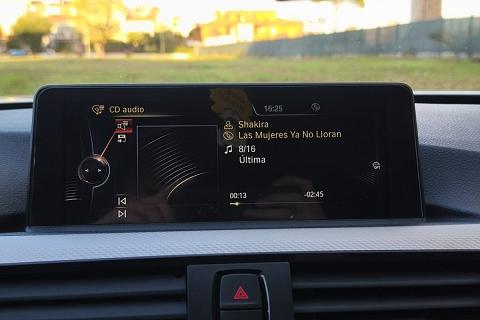 CD audio
16:25
Shakira
Las Mujeres Ya No Lloran
8/16
Última
00:13
-02:45